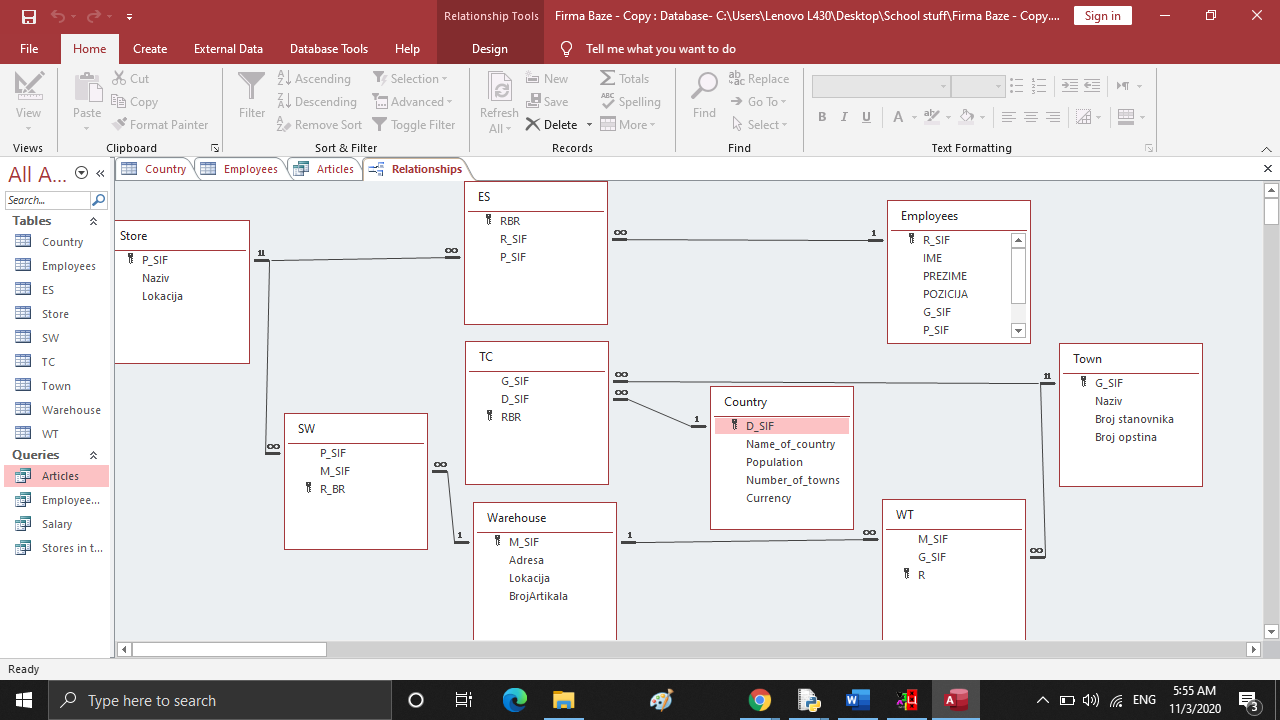 Relationship Tools
Firma Baze - Copy : Database- C:\Users\Lenovo L430\Desktop\School stuff\Firma Baze - Copy....
Sign in
File Home Create External Data Database Tools Help Design Tell me what you want to do
View
Paste
Cut
Copy
Format Painter
Filter
Ascending
Descending
Remove Sort
Selection
Advanced
Toggle Filter
Refresh
All
New
Save
Delete
Totals
Spelling
More
Find
Replace
Go To
Select
Views Clipboard Sort & Filter Records Find Text Formatting
All A...
Search...
Tables
Country
Employees
ES
Store
SW
TC
Town
Warehouse
WT
Queries
Articles
Employee...
Salary
Stores in t...
Country Employees Articles Relationships
Store
P_SIF
Naziv
Lokacija
ES
RBR
R_SIF
P_SIF
Employees
R_SIF
IME
PREZIME
POZICIJA
G_SIF
P_SIF
TC
G_SIF
D_SIF
RBR
Country
D_SIF
Name_of_country
Population
Number_of_towns
Currency
Town
G_SIF
Naziv
Broj stanovnika
Broj opstina
SW
P_SIF
M_SIF
R_BR
Warehouse
M_SIF
Adresa
Lokacija
BrojArtikala
WT
M_SIF
G_SIF
R
Ready
Type here to search
ENG
5:55 AM
11/3/2020
3